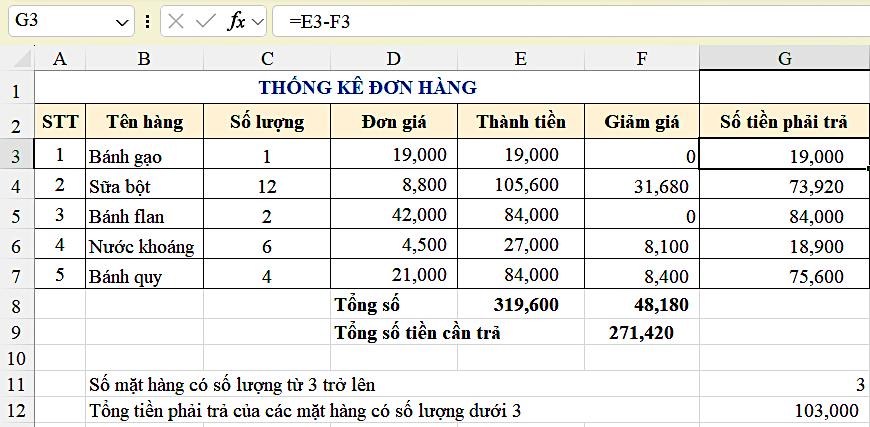 G3 fx =E3-F3
A B C D E F G
1 THỐNG KÊ ĐƠN HÀNG
2 STT Tên hàng Số lượng Đơn giá Thành tiền Giảm giá Số tiền phải trả
3 1 Bánh gạo 1 19,000 19,000 0 19,000
4 2 Sữa bột 12 8,800 105,600 31,680 73,920
5 3 Bánh flan 2 42,000 84,000 0 84,000
6 4 Nước khoáng 6 4,500 27,000 8,100 18,900
7 5 Bánh quy 4 21,000 84,000 8,400 75,600
8 Tổng số 319,600 48,180
9 Tổng số tiền cần trả 271,420
10
11 Số mặt hàng có số lượng từ 3 trở lên 3
12 Tổng tiền phải trả của các mặt hàng có số lượng dưới 3 103,000